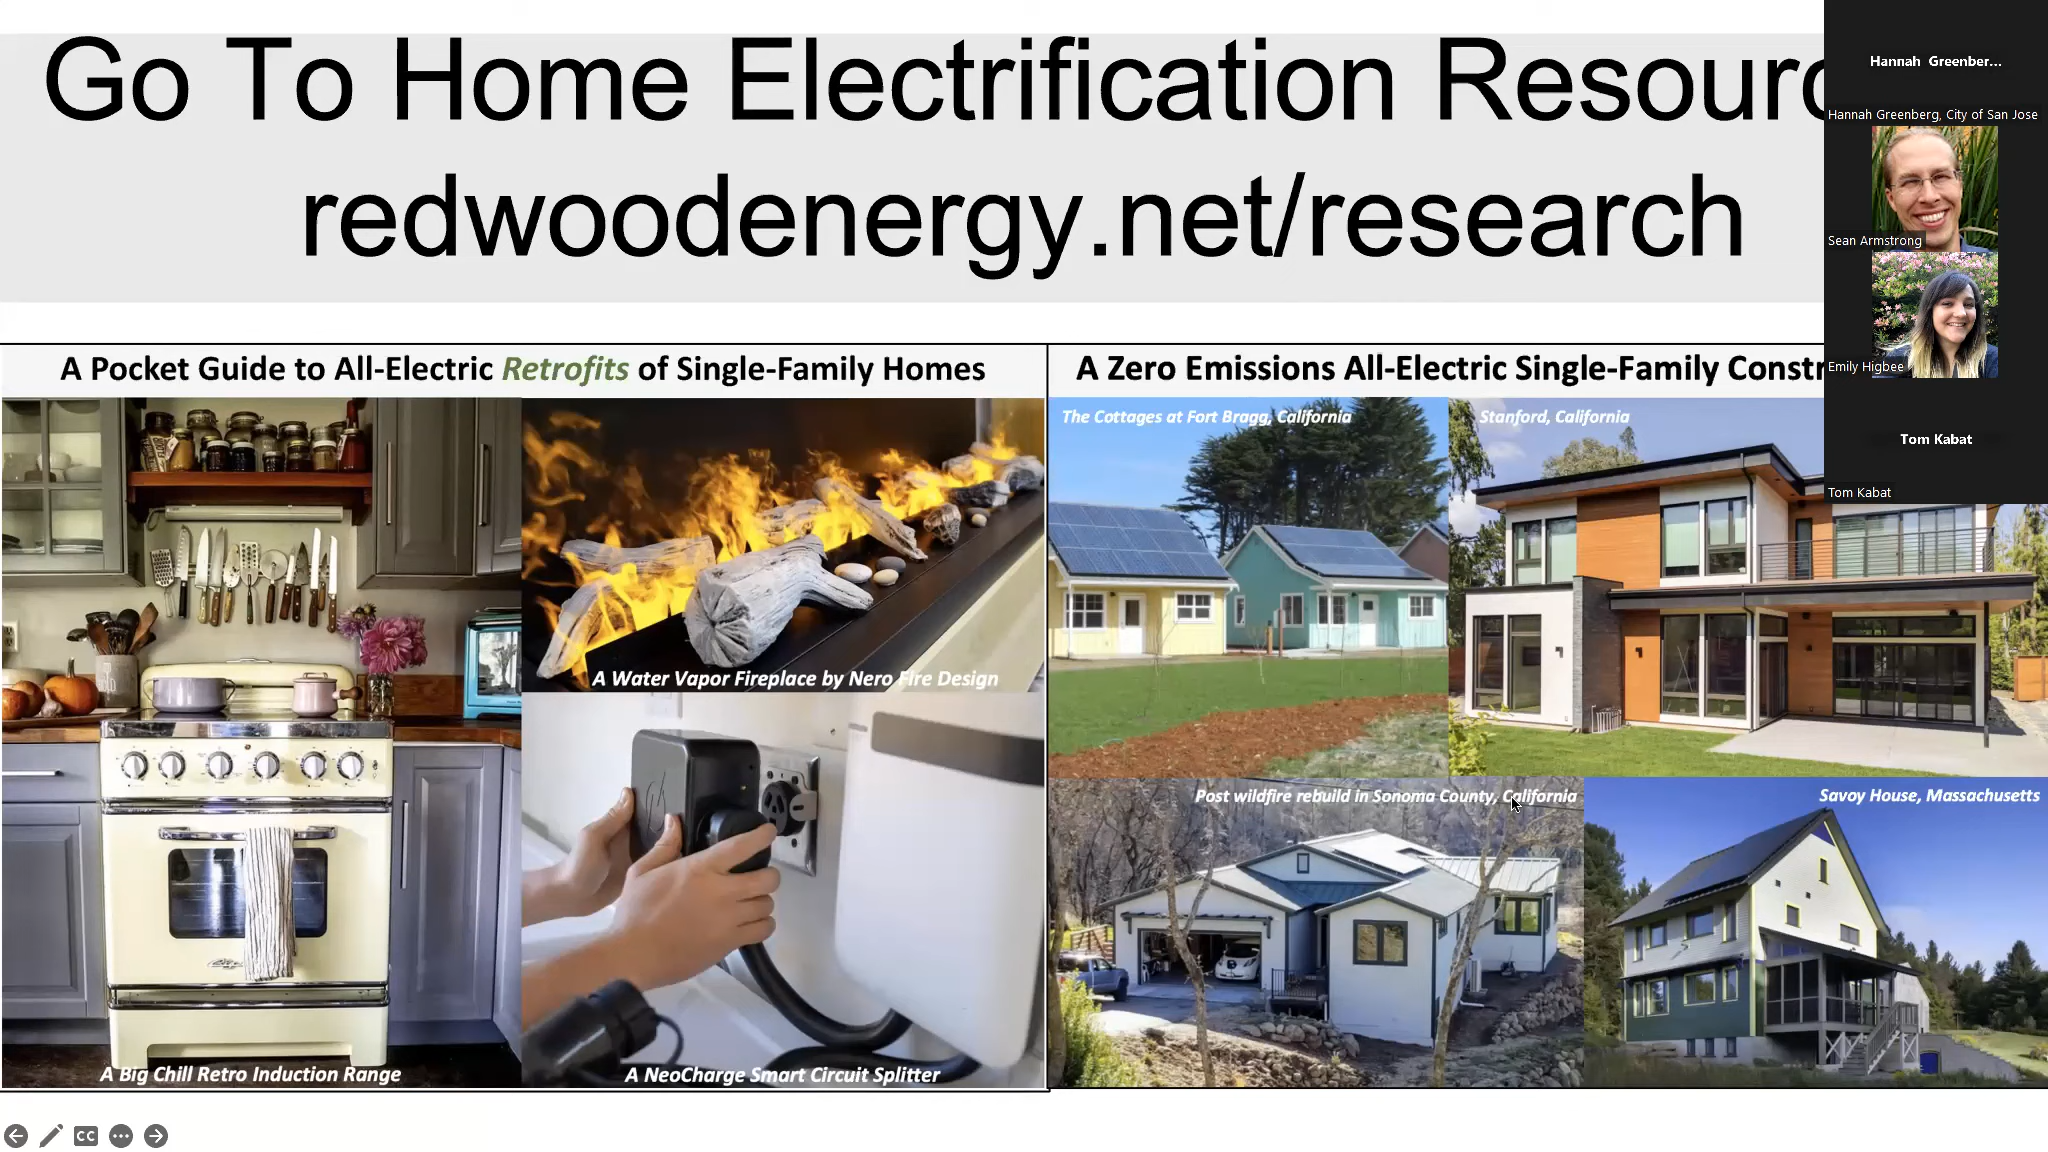 Go To Home Electrification Resourc
redwoodenergy.net/research
A Pocket Guide to All-Electric Retrofits of Single-Family Homes
A Water Vapor Fireplace by Nero Fire Design
A Big Chill Retro Induction Range
A NeoCharge Smart Circuit Splitter
A Zero Emissions All-Electric Single-Family Constr
The Cottages at Fort Bragg, California
Stanford, California
Post wildfire rebuild in Sonoma County, California
Savoy House, Massachusetts
Hannah Greenber...
Hannah Greenberg, City of San Jose
Sean Armstrong
Emily Higbee
Tom Kabat
Tom Kabat
CC